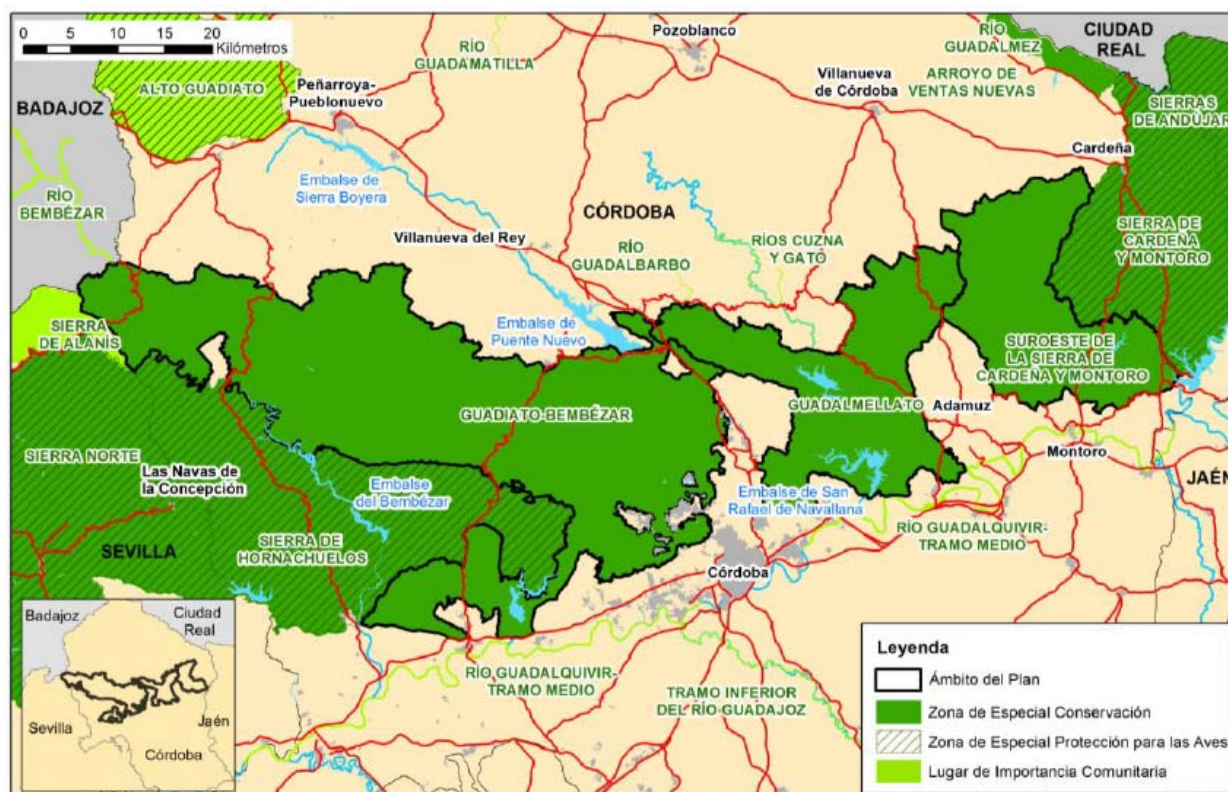 0 5 10 15 20
Kilómetros
BADAJOZ
ALTO GUADIATO
Peñarroya-
Pueblonuevo
RÍO
GUADAMATILLA
Pozoblanco
RÍO
GUADALMEZ
CIUDAD
REAL
Villanueva
de Córdoba
ARROYO DE
VENTAS NUEVAS
SIERRAS
DE ANDÚJAR
Cardeña
RÍO
BEMBÉZAR
Embalse de
Sierra Boyera
CÓRDOBA
Villanueva del Rey
RÍO
GUADALBARBO
RÍOS CUZNA
Y GATO
SIERRA DE
CARDEÑA
Y MONTORO
SIERRA
DE ALANÍS
Embalse de
Puente Nuevo
SUROESTE DE
LA SIERRA DE
CARDEÑA Y MONTORO
GUADIATO-BEMBÉZAR
GUADALMELLATO
Adamuz
Montoro
JAÉN
SIERRA NORTE
Las Navas de
la Concepción
Embalse
del Bembézar
Embalse de San
Rafael de Navallana
SEVILLA
SIERRA DE
HORNACHUELOS
RÍO GUADALQUIVIR-
TRAMO MEDIO
Córdoba
RÍO GUADALQUIVIR-
TRAMO MEDIO
TRAMO INFERIOR
DEL RÍO GUADAJOZ
Badajoz
Ciudad
Real
Sevilla
Jaén
Córdoba
Leyenda
Ámbito del Plan
Zona de Especial Conservación
Zona de Especial Protección para las Aves
Lugar de Importancia Comunitaria